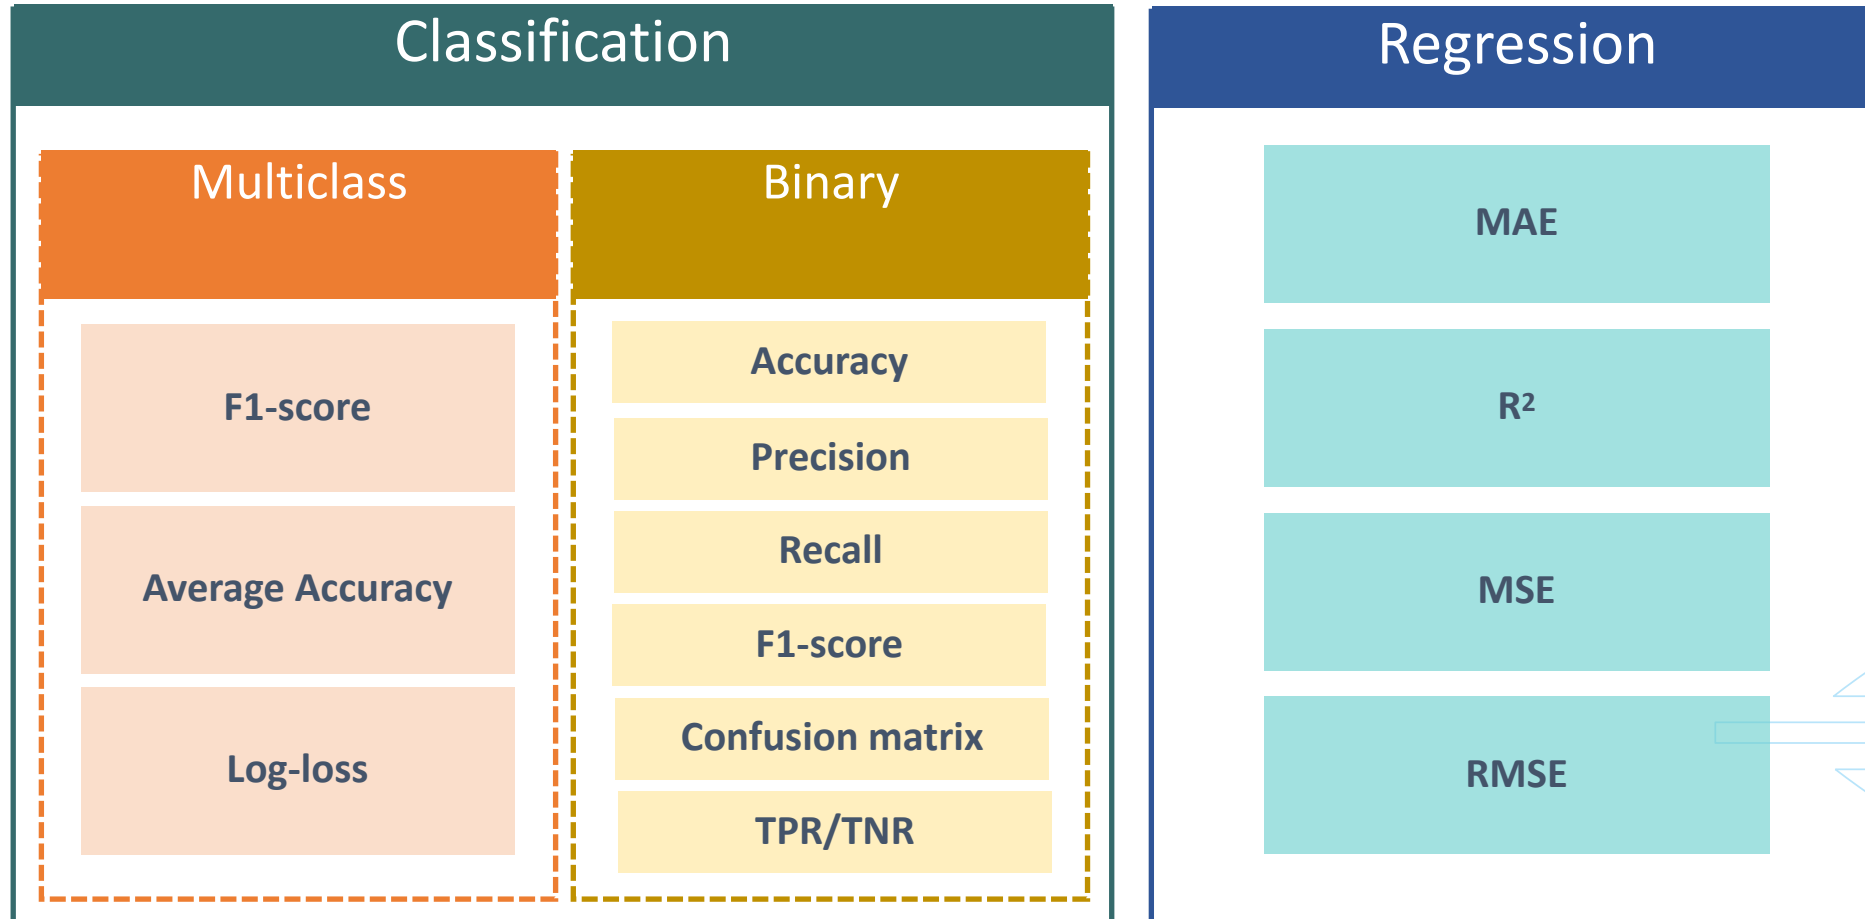 Classification
Multiclass
F1-score
Average Accuracy
Log-loss
Binary
Accuracy
Precision
Recall
F1-score
Confusion matrix
TPR/TNR
Regression
MAE
R²
MSE
RMSE